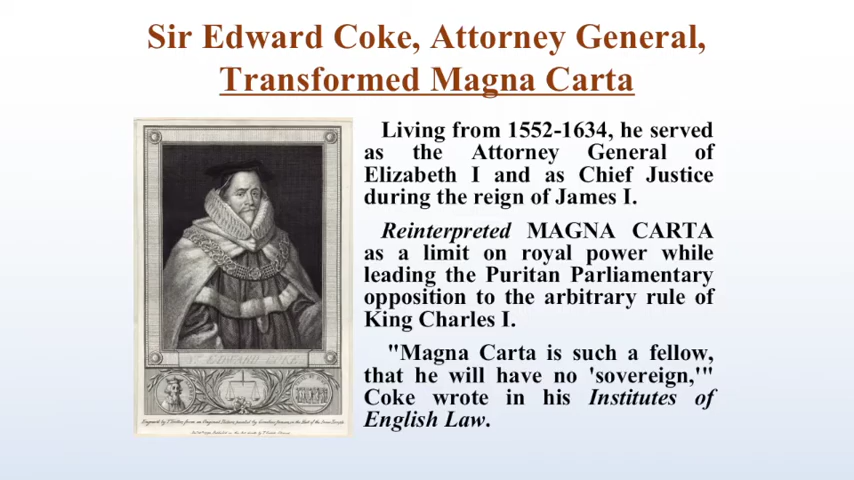 Sir Edward Coke, Attorney General,
Transformed Magna Carta
Living from 1552-1634, he served
as the Attorney General of
Elizabeth I and as Chief Justice
during the reign of James I.
Reinterpreted MAGNA CARTA
as a limit on royal power while
leading the Puritan Parliamentary
opposition to the arbitrary rule of
King Charles I.
"Magna Carta is such a fellow,
that he will have no 'sovereign,'"
Coke wrote in his Institutes of
English Law.